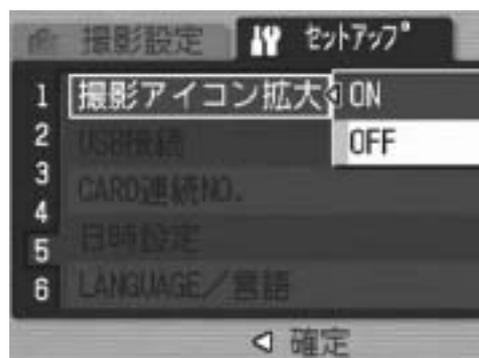 撮影設定 セットアップ
1 撮影アイコン拡大 ON
2 USB接続 OFF
3 CARD連続NO.
4
5 日時設定
6 LANGUAGE/言語
確定